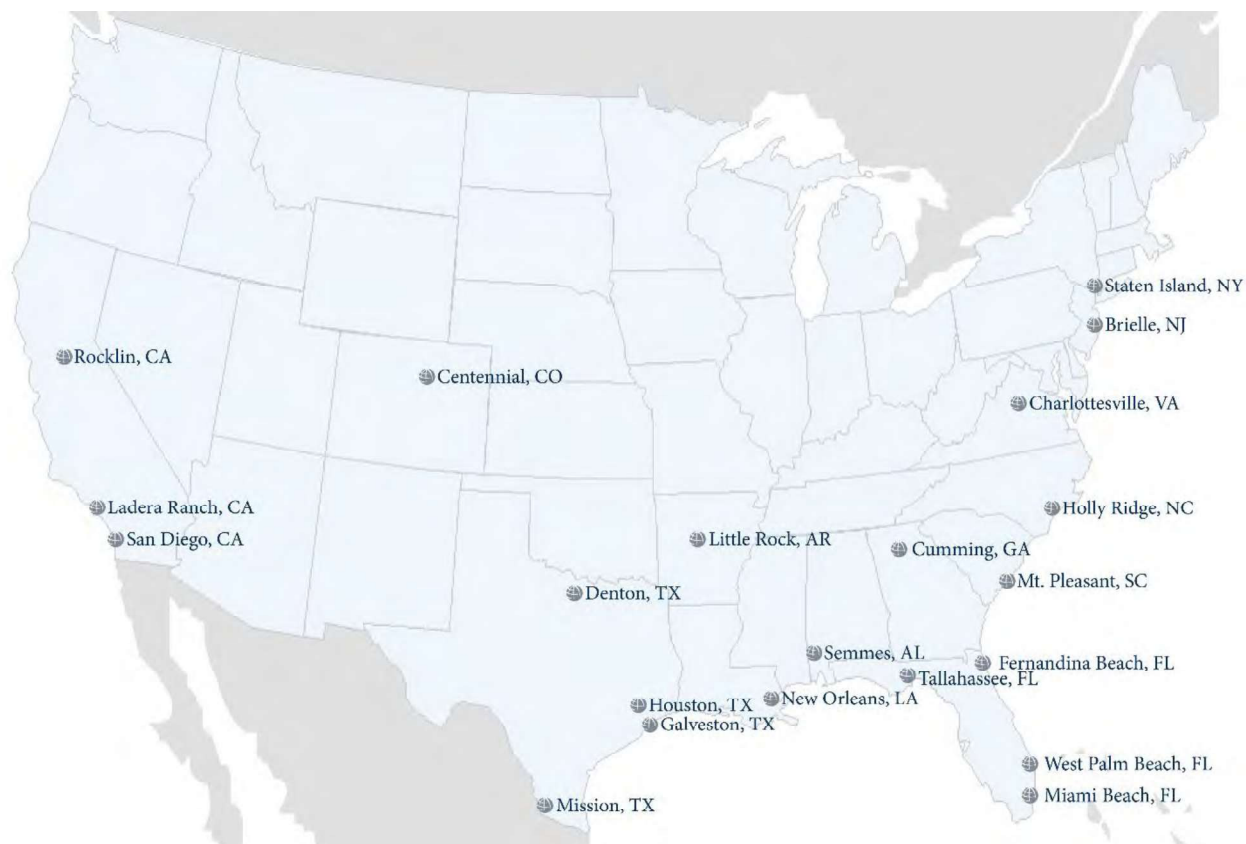 Staten Island, NY
Brielle, NJ
Rocklin, CA
Centennial, CO
Charlottesville, VA
Ladera Ranch, CA
Holly Ridge, NC
San Diego, CA
Little Rock, AR
Cumming, GA
Mt. Pleasant, SC
Denton, TX
Semmes, AL
Fernandina Beach, FL
Tallahassee, FL
New Orleans, LA
Houston, TX
Galveston, TX
West Palm Beach, FL
Miami Beach, FL
Mission, TX